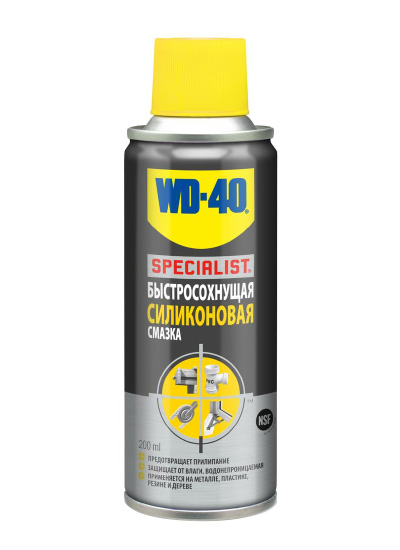 WD-40®
SPECIALIST®
БЫСТРОСОХНУЩАЯ
СИЛИКОНОВАЯ
СМАЗКА
TM
NSF
200 ml
ПРЕДОТВРАЩАЕТ ПРИЛИПАНИЕ
ЗАЩИЩАЕТ ОТ ВЛАГИ, ВОДОНЕПРОНИЦАЕМАЯ
ПРИМЕНЯЕТСЯ НА МЕТАЛЛЕ, ПЛАСТИКЕ,
РЕЗИНЕ И ДЕРЕВЕ